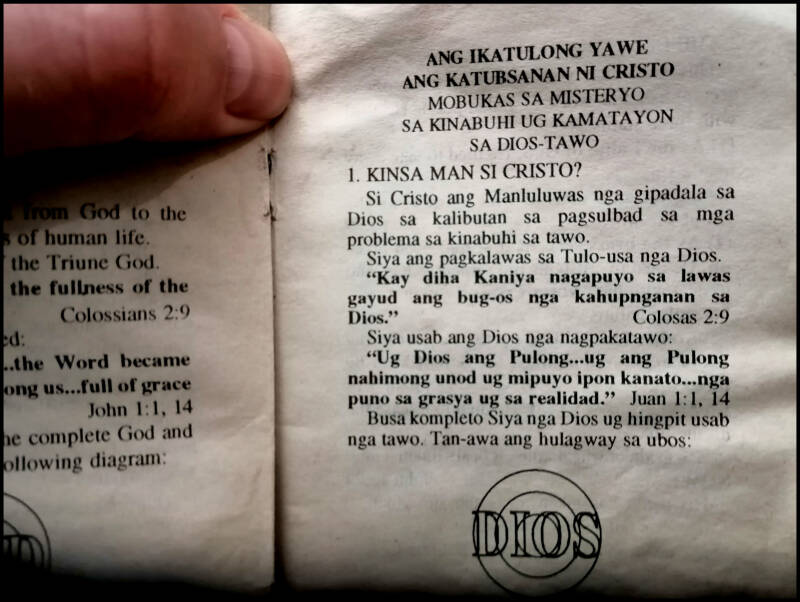 from God to the
of human life.
the Triune God.
the fullness of the
Colossians 2:9
ed:
...the Word became
ong us...full of grace
John 1:1, 14
he complete God and
ollowing diagram:
ANG IKATULONG YAWE
ANG KATUBSANAN NI CRISTO
MOBUKAS SA MISTERYO
SA KINABUHI UG KAMATAYON
SA DIOS-TAWO
1. KINSA MAN SI CRISTO?
Si Cristo ang Manluluwas nga gipadala sa
Dios sa kalibutan sa pagsulbad sa mga
problema sa kinabuhi sa tawo.
Siya ang pagkalawas sa Tulo-usa nga Dios.
“Kay diha Kaniya nagapuyo sa lawas
gayud ang bug-os nga kahupnganan sa
Dios.” Colosas 2:9
Siya usab ang Dios nga nagpakatawo:
“Ug Dios ang Pulong...ug ang Pulong
nahimong unod ug mipuyo ipon kanato...nga
puno sa grasya ug sa realidad.” Juan 1:1, 14
Busa kompleto Siya nga Dios ug hingpit usab
nga tawo. Tan-awa ang hulagway sa ubos:
DIOS